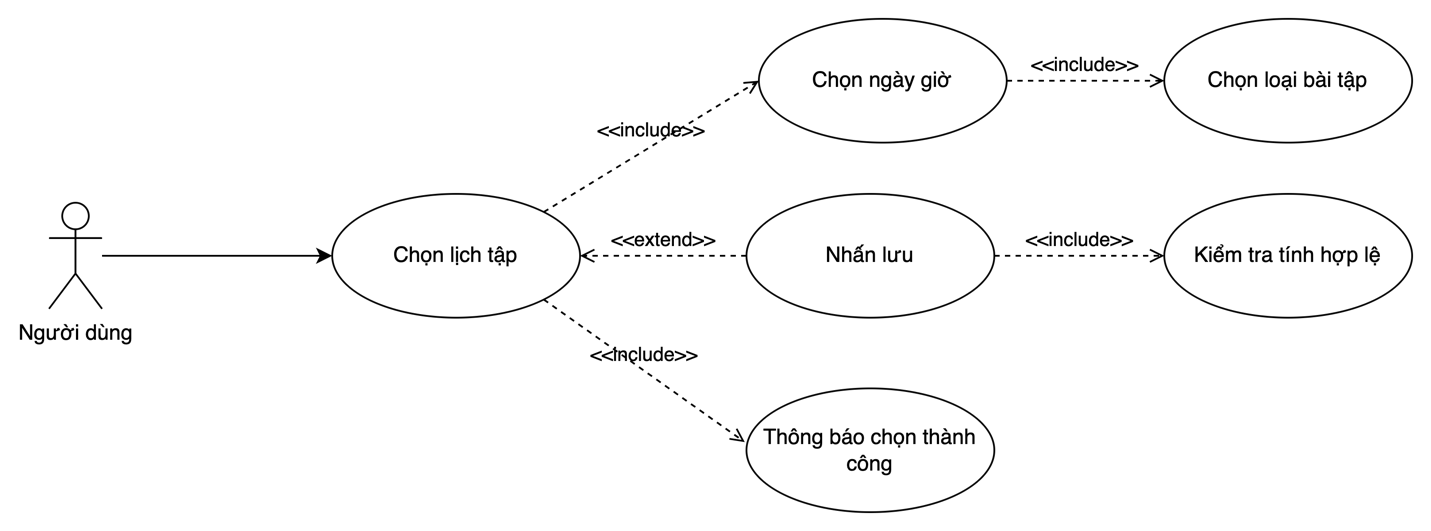 Chọn ngày giờ
<<include>>
Chọn loại bài tập
<<include>>
Chọn lịch tập
<<extend>>
Nhấn lưu
<<include>>
Kiểm tra tính hợp lệ
Người dùng
<<include>>
Thông báo chọn thành
công